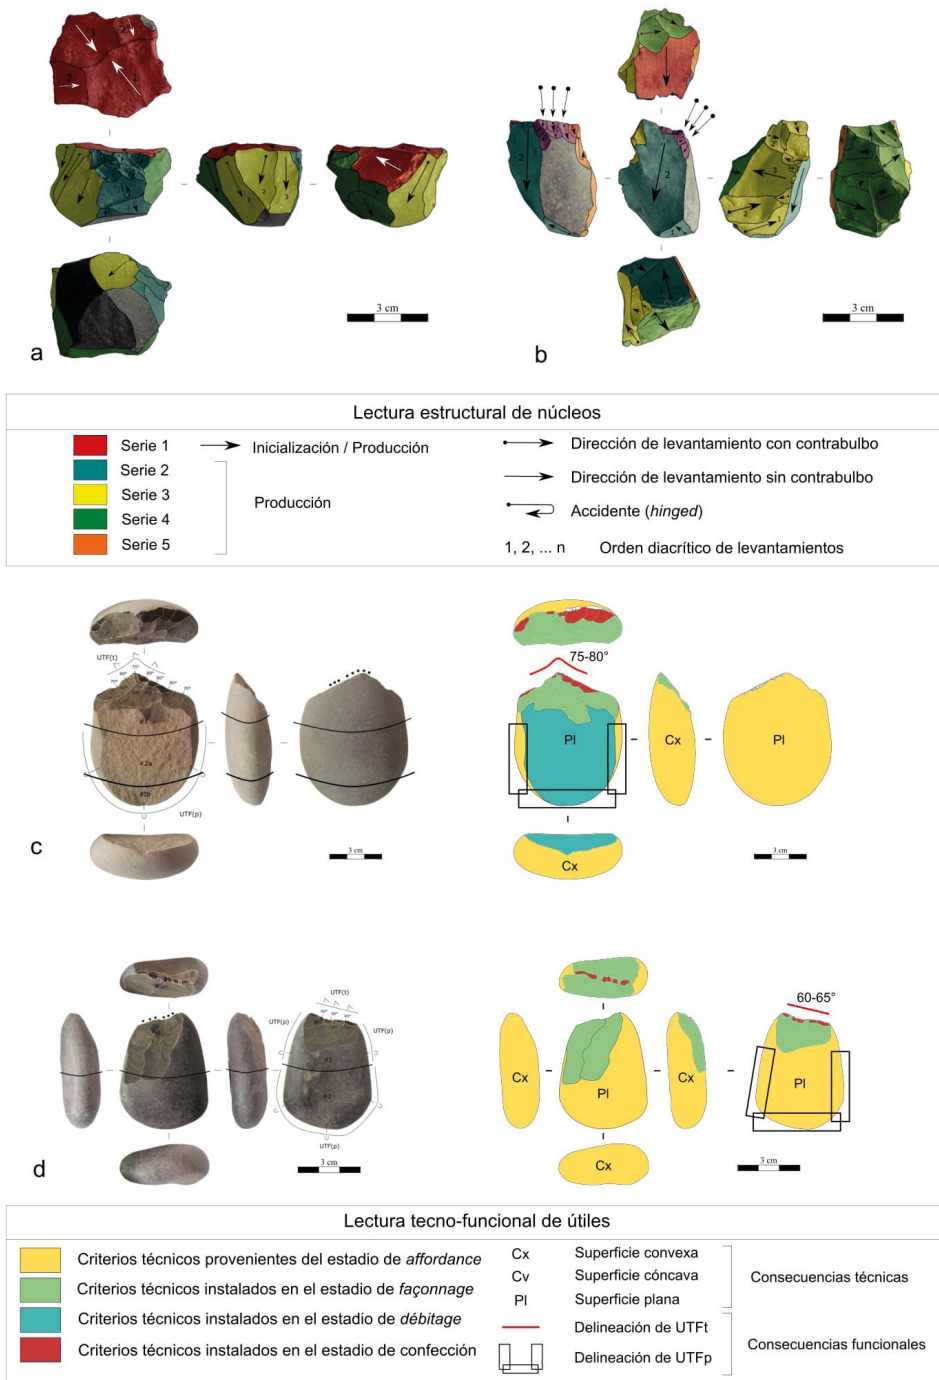 3 cm
a
3 cm
b
Lectura estructural de núcleos
Serie 1
Inicialización / Producción
Serie 2
Serie 3
Serie 4
Serie 5
Producción
Dirección de levantamiento con contrabulbo
Dirección de levantamiento sin contrabulbo
Accidente (hinged)
1, 2, ... n Orden diacrítico de levantamientos
UTF(t)
#1
#2a
#2b
UTF(p)
3 cm
c
75-80°
Pl
Cx
Pl
Cx
3 cm
UTF(t)
UTF(p)
UTF(p)
#1
#2
UTF(p)
3 cm
d
60-65°
Cx
Pl
Cx
Pl
Cx
3 cm
Lectura tecno-funcional de útiles
Criterios técnicos provenientes del estadio de affordance
Criterios técnicos instalados en el estadio de façonnage
Criterios técnicos instalados en el estadio de débitage
Criterios técnicos instalados en el estadio de confección
Cx Superficie convexa
Cv Superficie cóncava
Pl Superficie plana
Consecuencias técnicas
Delineación de UTFt
Delineación de UTFp
Consecuencias funcionales